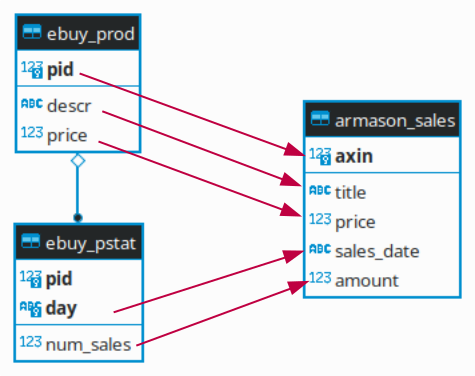 ebuy_prod
123 pid
ABC descr
123 price
ebuy_pstat
123 pid
ABC day
123 num_sales
armason_sales
123 axin
ABC title
123 price
ABC sales_date
123 amount